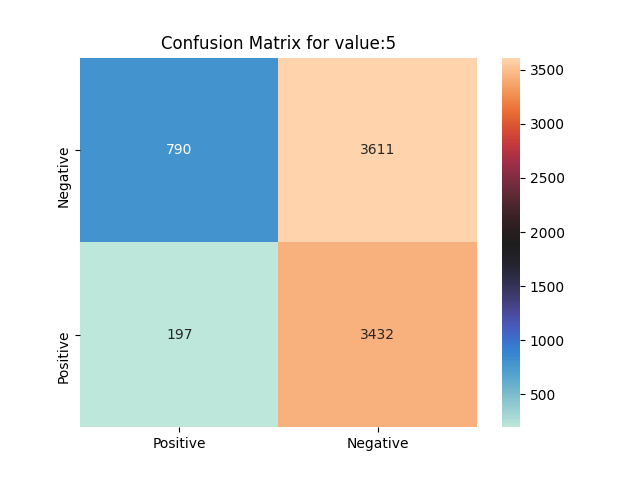 Confusion Matrix for value:5
Negative
Positive
790
3611
197
3432
Positive
Negative
3500
3000
2500
2000
1500
1000
500